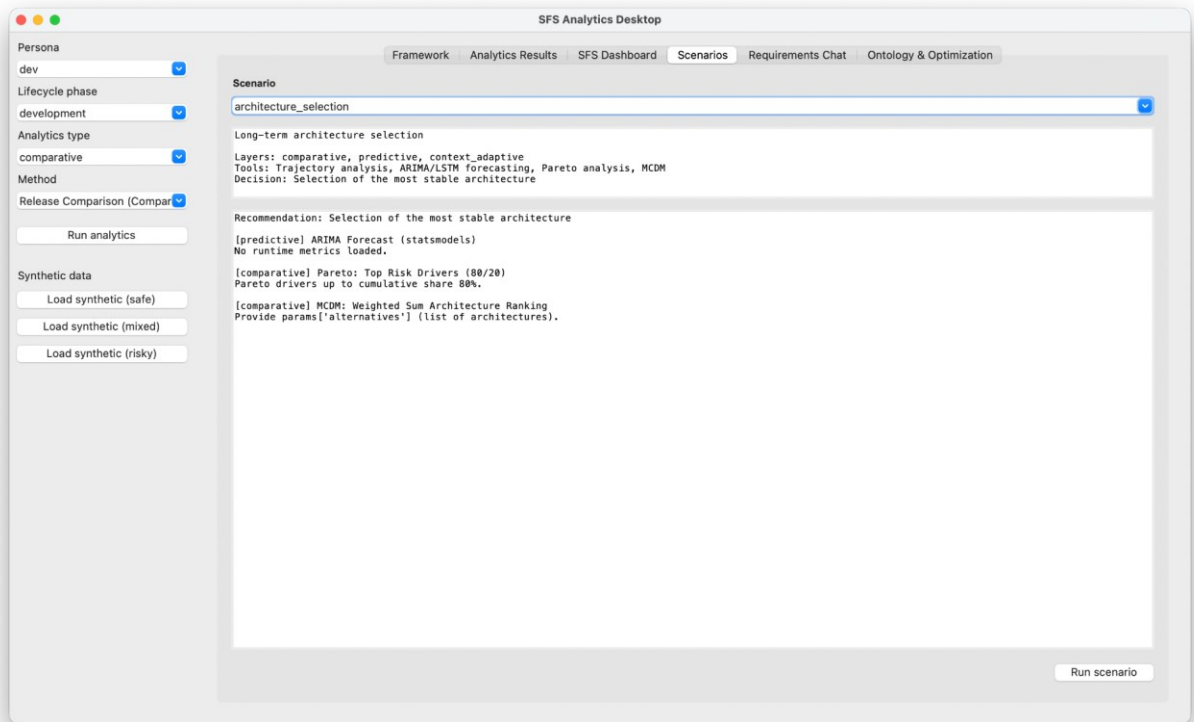 SFS Analytics Desktop
Persona
dev
Lifecycle phase
development
Analytics type
comparative
Method
Release Comparison (Compar
Run analytics
Synthetic data
Load synthetic (safe)
Load synthetic (mixed)
Load synthetic (risky)
Framework Analytics Results SFS Dashboard Scenarios Requirements Chat Ontology & Optimization
Scenario
architecture_selection
Long-term architecture selection
Layers: comparative, predictive, context_adaptive
Tools: Trajectory analysis, ARIMA/LSTM forecasting, Pareto analysis, MCDM
Decision: Selection of the most stable architecture
Recommendation: Selection of the most stable architecture
[predictive] ARIMA Forecast (statsmodels)
No runtime metrics loaded.
[comparative] Pareto: Top Risk Drivers (80/20)
Pareto drivers up to cumulative share 80%.
[comparative] MCDM: Weighted Sum Architecture Ranking
Provide params['alternatives'] (list of architectures).
Run scenario